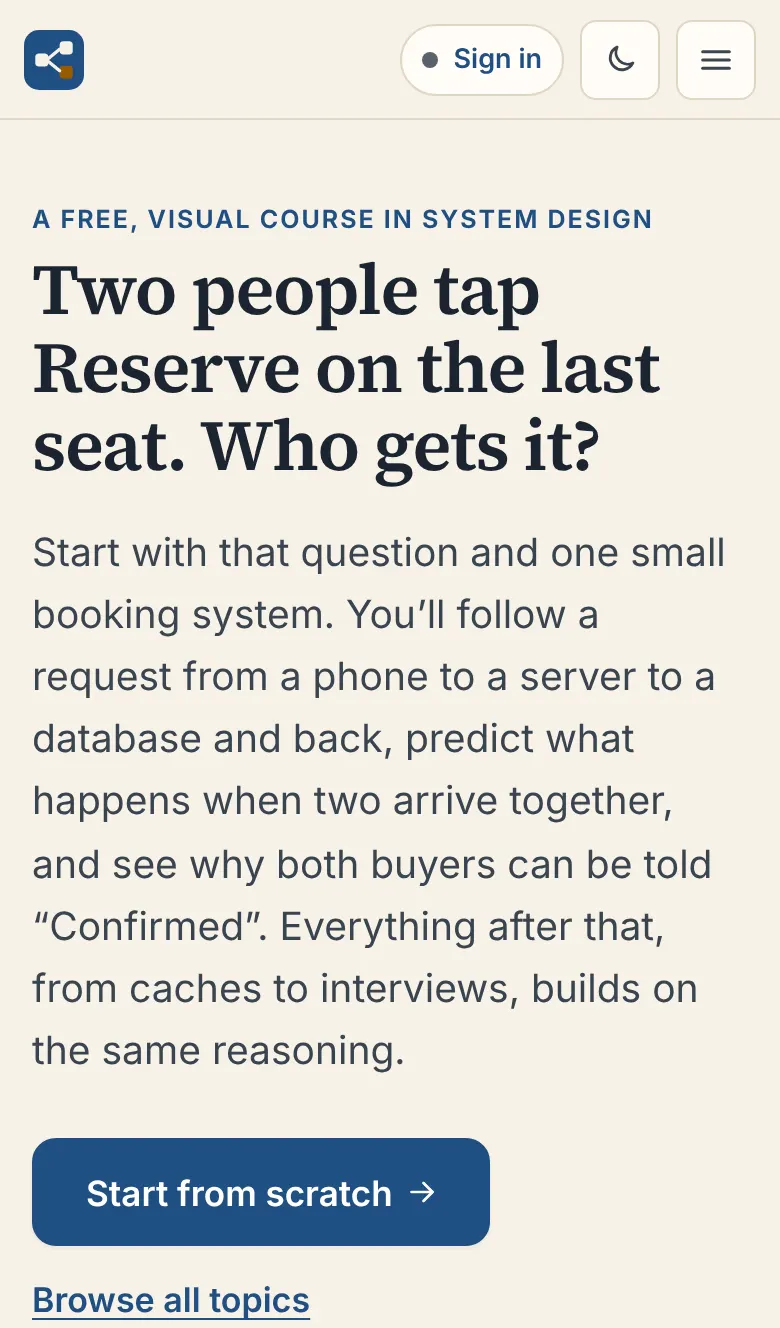 Sign in
A FREE, VISUAL COURSE IN SYSTEM DESIGN
Two people tap
Reserve on the last
seat. Who gets it?
Start with that question and one small
booking system. You’ll follow a
request from a phone to a server to a
database and back, predict what
happens when two arrive together,
and see why both buyers can be told
“Confirmed”. Everything after that,
from caches to interviews, builds on
the same reasoning.
Start from scratch →
Browse all topics